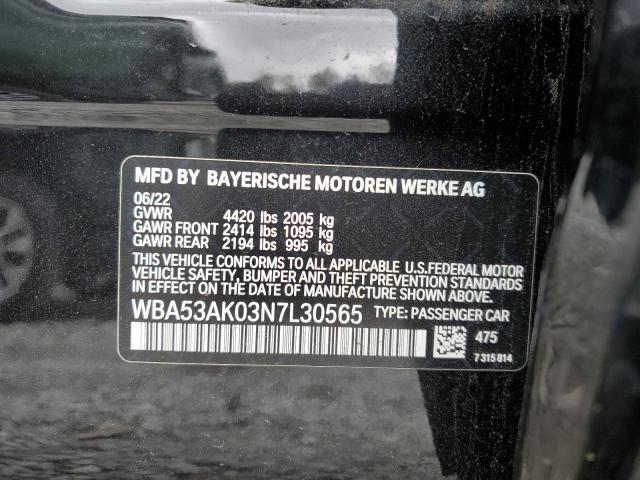 MFD BY BAYERISCHE MOTOREN WERKE AG
06/22
GVWR 4420 lbs 2005 kg
GAWR FRONT 2414 lbs 1095 kg
GAWR REAR 2194 lbs 995 kg
THIS VEHICLE CONFORMS TO ALL APPLICABLE U.S.FEDERAL MOTOR
VEHICLE SAFETY, BUMPER AND THEFT PREVENTION STANDARDS
IN EFFECT ON THE DATE OF MANUFACTURE SHOWN ABOVE.
WBA53AK03N7L30565 TYPE: PASSENGER CAR
475
7315814